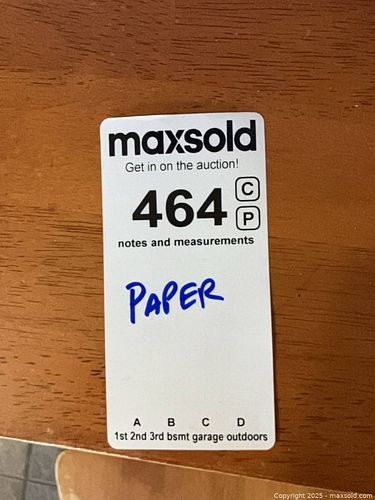 maxsold
Get in on the auction!
464 C
P
notes and measurements
PAPER
A B C D
1st 2nd 3rd bsmt garage outdoors
Copyright 2025 - maxsold.com